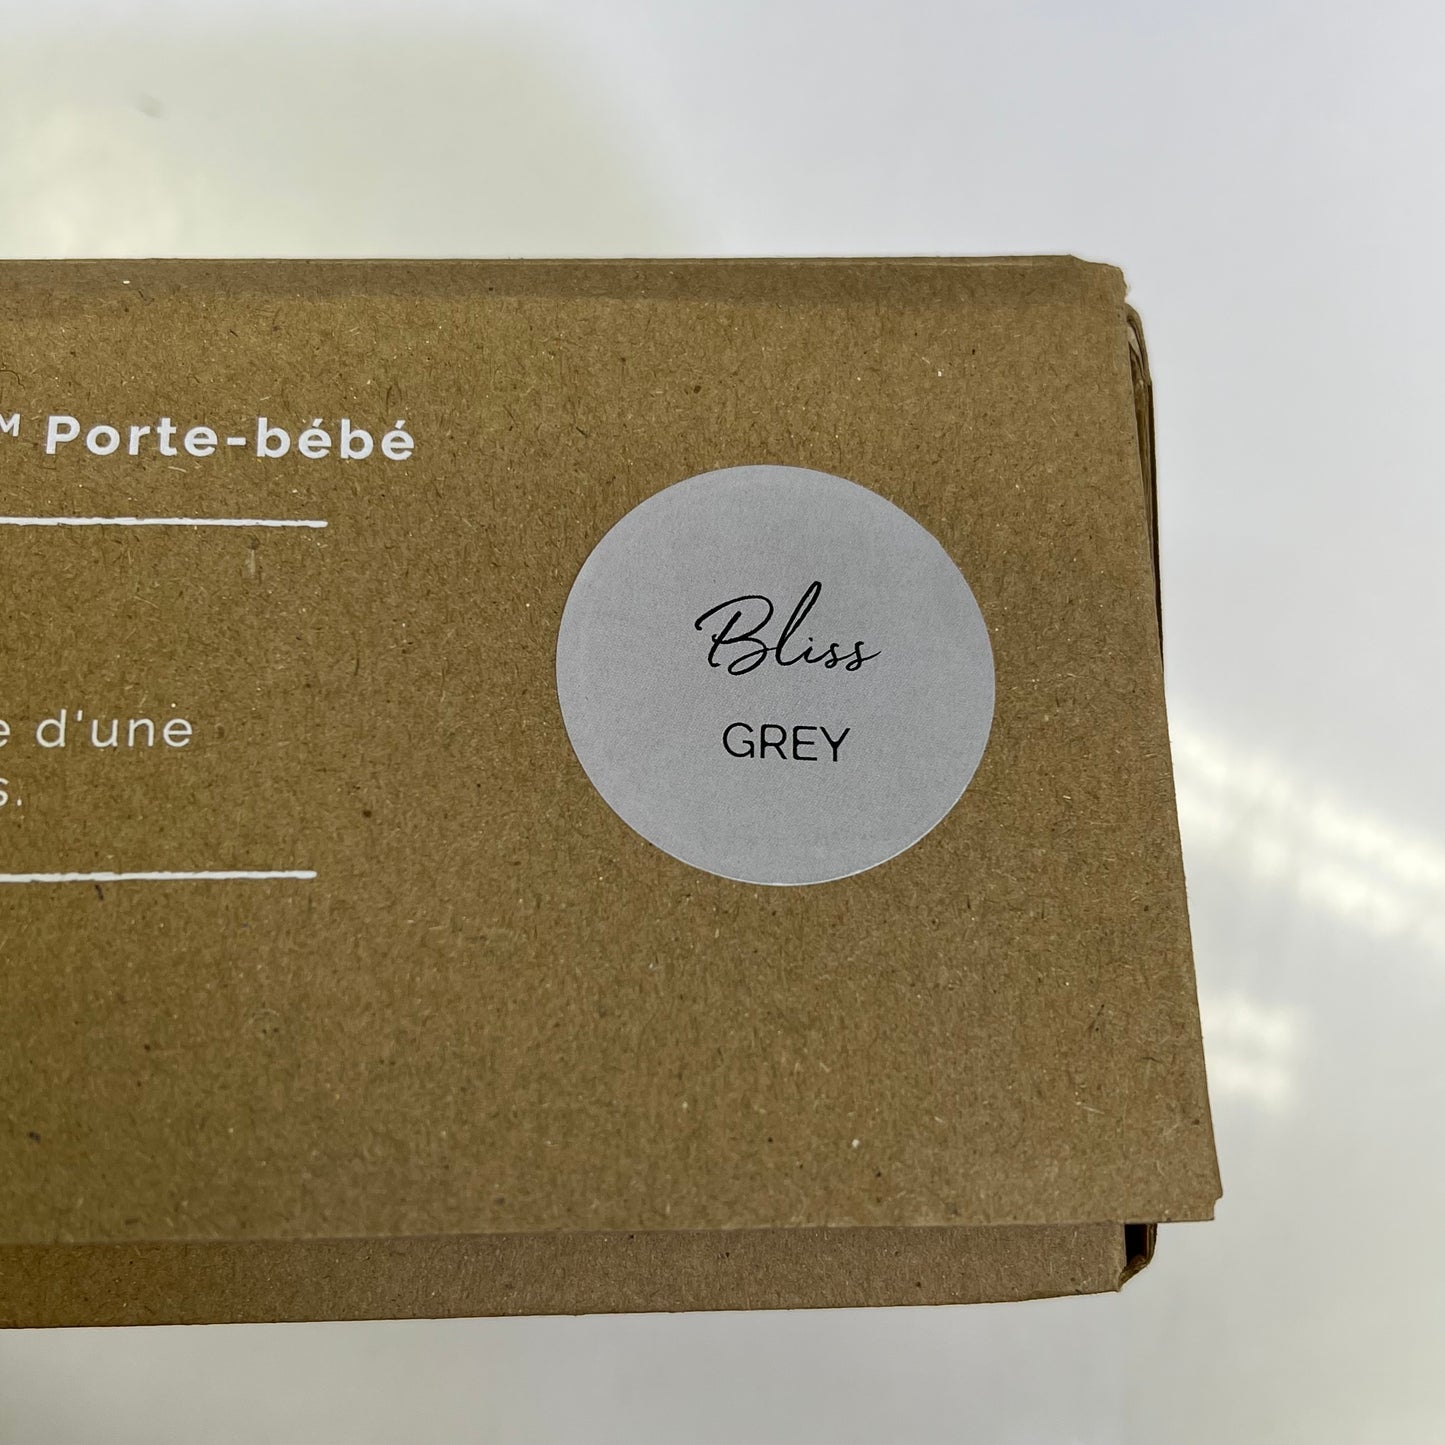 ᴹ Porte-bébé
Bliss
GREY
e d'une
s.